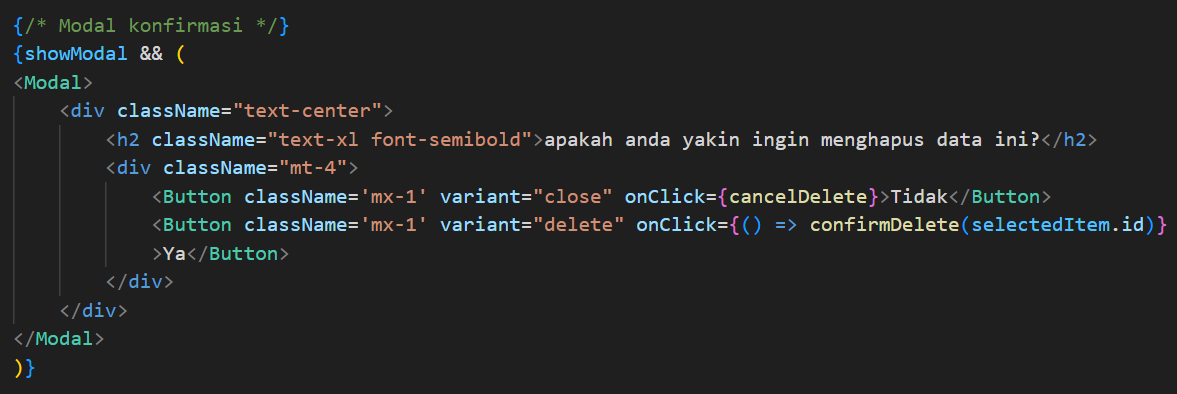 {/* Modal konfirmasi */}
{showModal && (
<Modal>
    <div className="text-center">
        <h2 className="text-xl font-semibold">apakah anda yakin ingin menghapus data ini?</h2>
        <div className="mt-4">
            <Button className='mx-1' variant="close" onClick={cancelDelete}>Tidak</Button>
            <Button className='mx-1' variant="delete" onClick={() => confirmDelete(selectedItem.id)}
            >Ya</Button>
        </div>
    </div>
</Modal>
)}